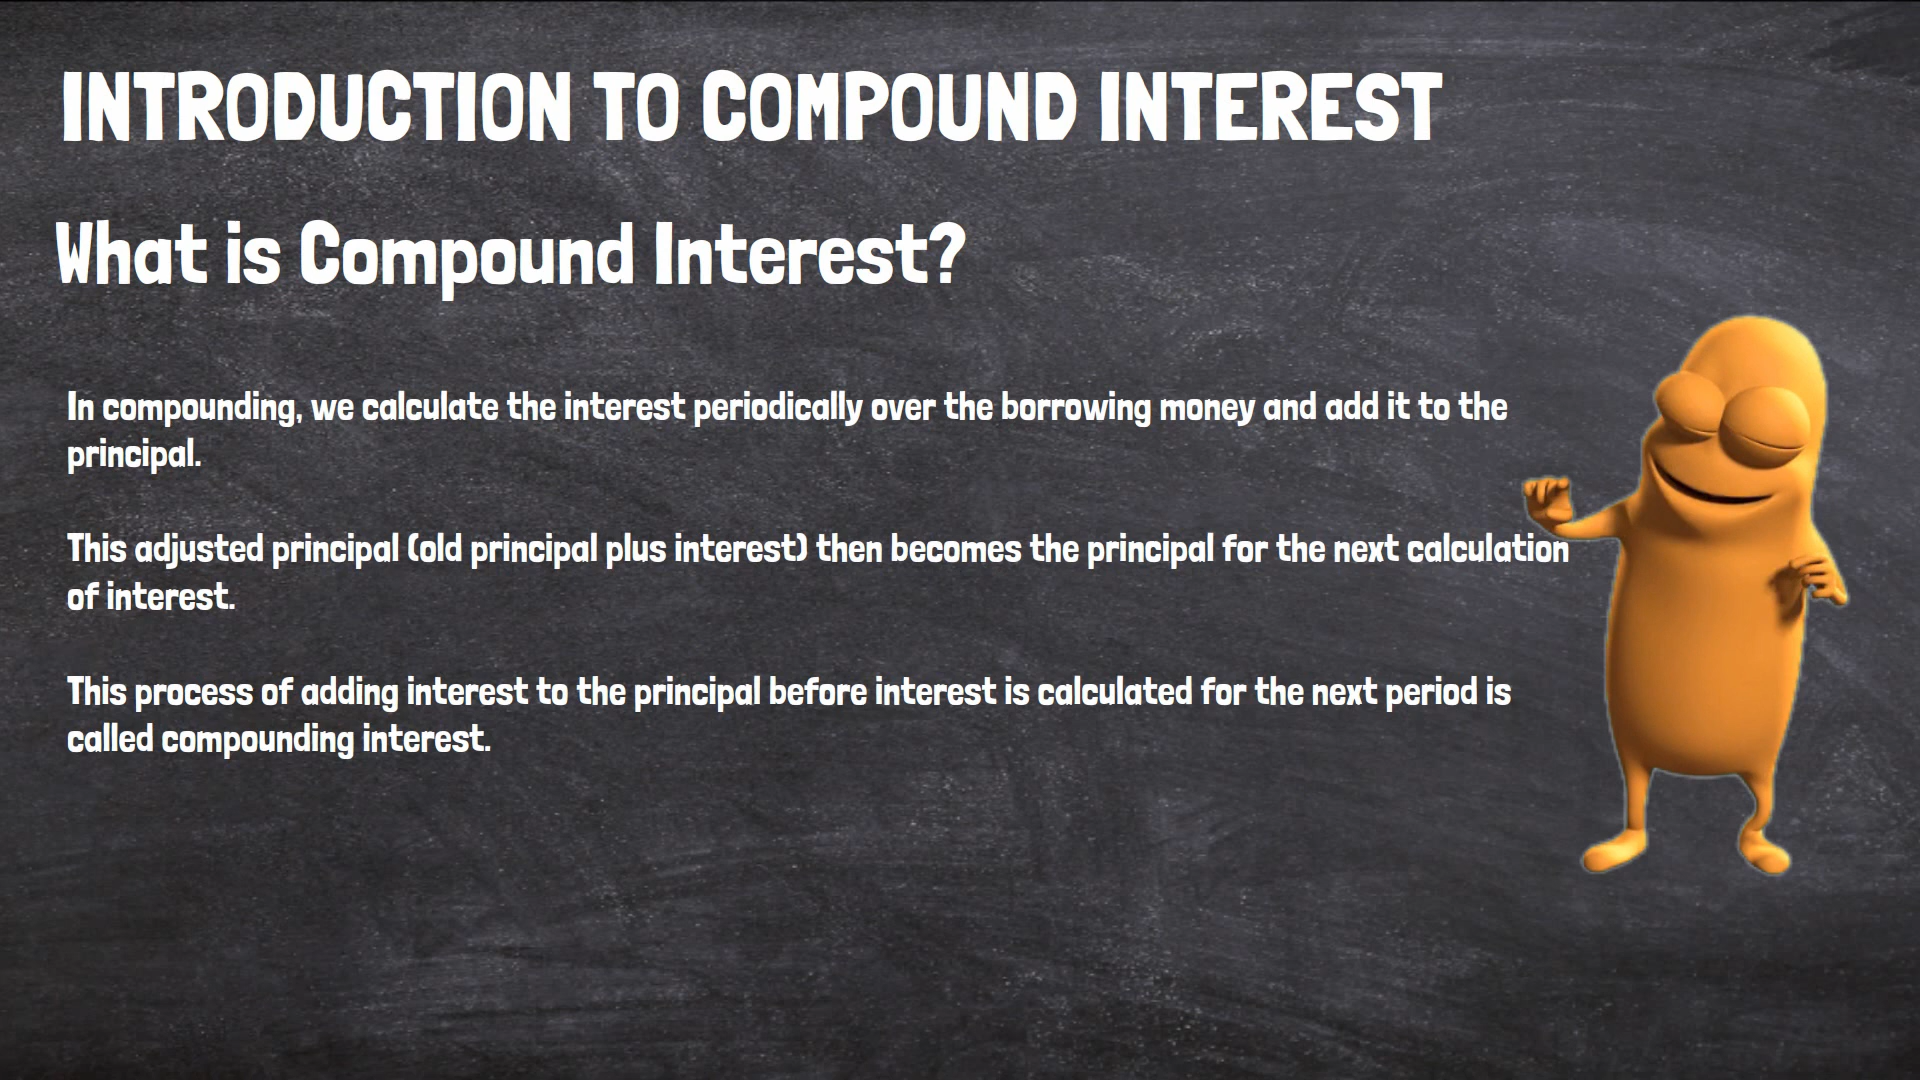 INTRODUCTION TO COMPOUND INTEREST
What is Compound Interest?
In compounding, we calculate the interest periodically over the borrowing money and add it to the
principal.
This adjusted principal (old principal plus interest) then becomes the principal for the next calculation
of interest.
This process of adding interest to the principal before interest is calculated for the next period is
called compounding interest.